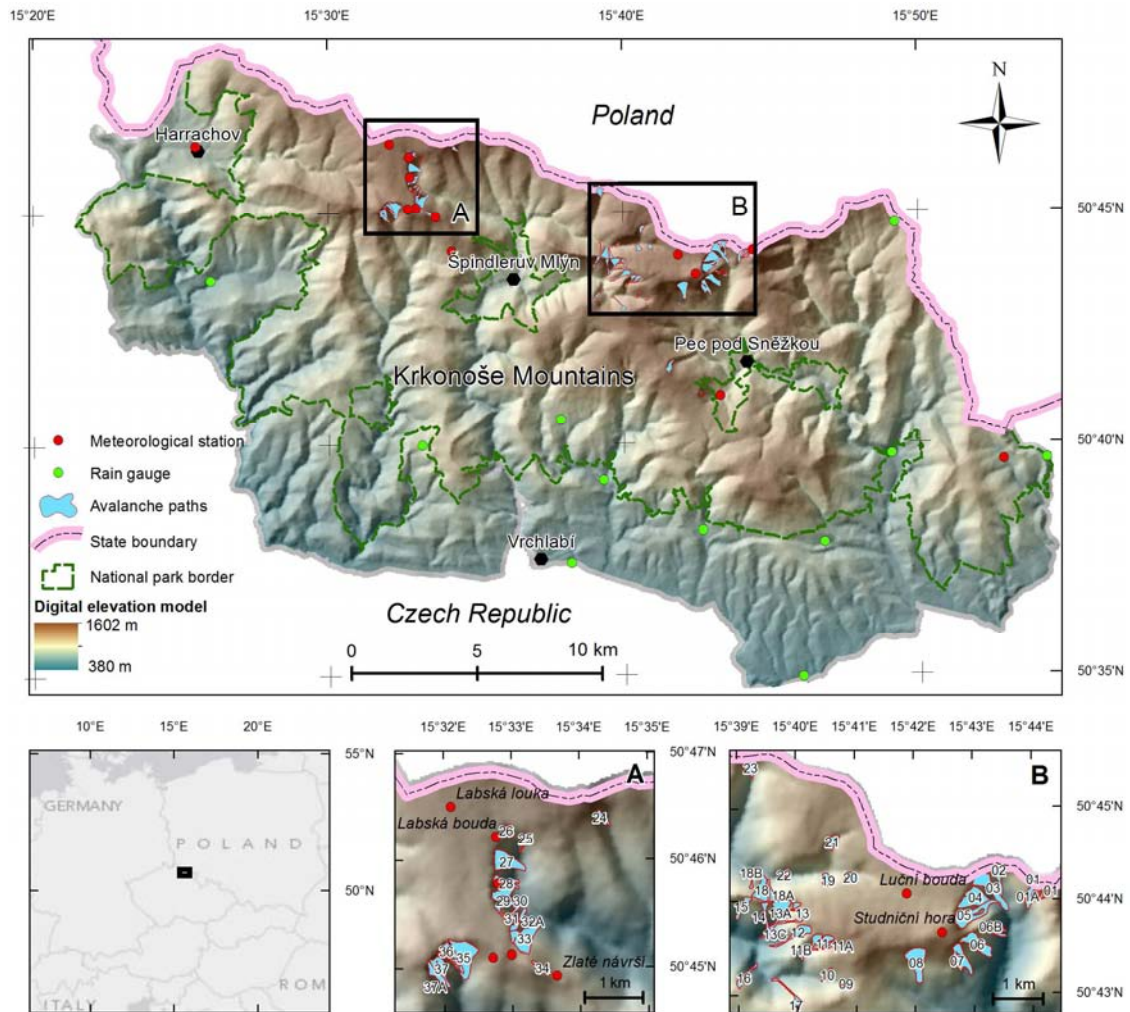 15°20'E 15°30'E 15°40'E 15°50'E
N
Poland
Harrachov
A
B
50°45'N
Špindlerův Mlýn
Pec pod Sněžkou
Krkonoše Mountains
Meteorological station
50°40'N
Rain gauge
Avalanche paths
State boundary
Vrchlabí
National park border
Digital elevation model
1602 m
Czech Republic
380 m
0 5 10 km
50°35'N
10°E 20°E
55°N
GERMANY
POLAND
50°N
ITALY
ROM
15°32'E 15°33'E 15°34'E 15°35'E
A
Labská louka
Labská bouda
24
26
25
27
28
29 30
31 32A
33
36
35
37
37A
34
Zlaté návrší
1 km
50°46'N
50°45'N
15°39'E 15°40'E 15°41'E 15°42'E 15°43'E 15°44'E
50°47'N
B
23
50°45'N
21
18B 22
19 20
18
18A
15
14
13A 13
13C 12
11B
11 11A
16
10
09
17
Luční bouda
02
03
01
01
01A
04
50°44'N
Studniční hora
05
06B
06
07
08
1 km
50°43'N